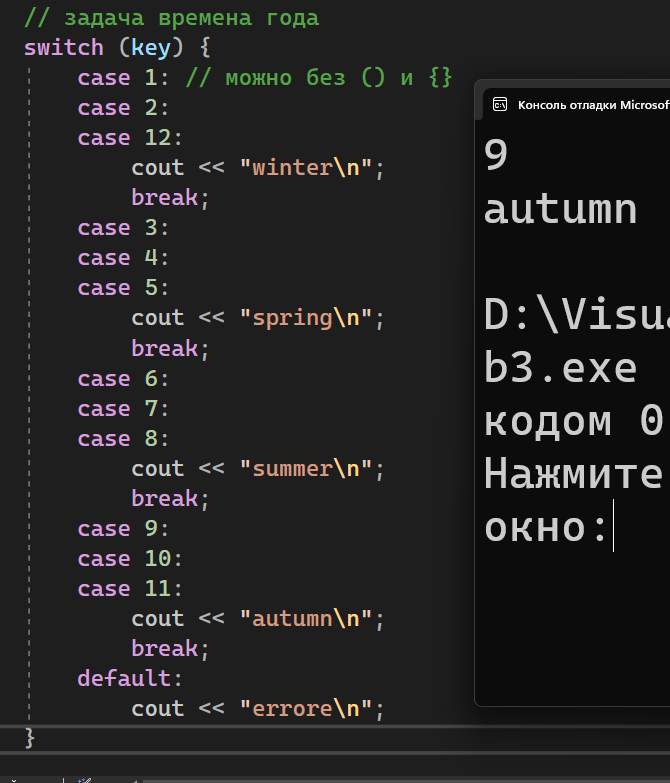 // задача времена года
switch (key) {
case 1: // можно без () и {}
case 2:
case 12:
cout << "winter\n";
break;
case 3:
case 4:
case 5:
cout << "spring\n";
break;
case 6:
case 7:
case 8:
cout << "summer\n";
break;
case 9:
case 10:
case 11:
cout << "autumn\n";
break;
default:
cout << "errore\n";
}
Консоль отладки Microsof
9
autumn
D:\Visu
b3.exe
кодом 0
Нажмите
окно: